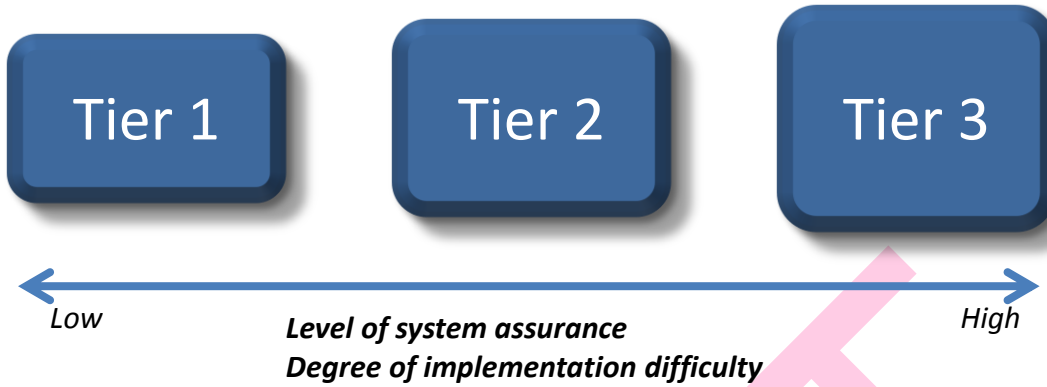 Tier 1
Tier 2
Tier 3
Low
High
Level of system assurance
Degree of implementation difficulty